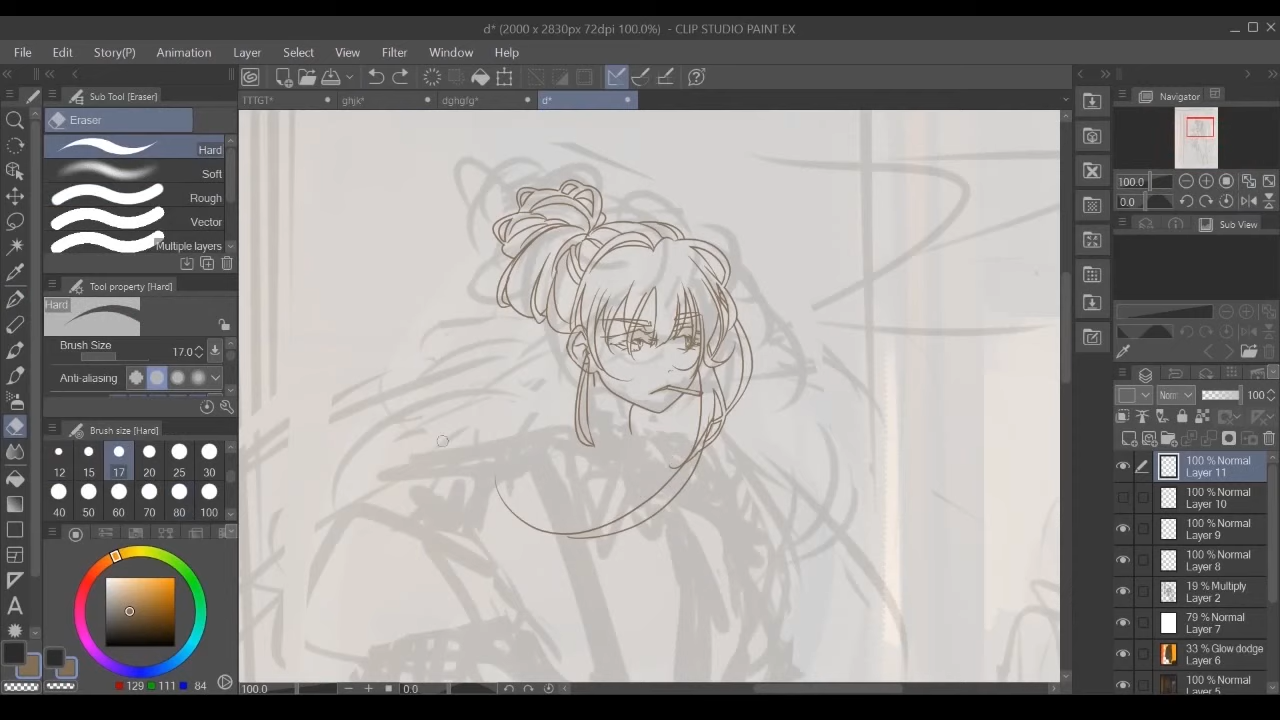 d* (2000 x 2830px 72dpi 100.0%) - CLIP STUDIO PAINT EX
File Edit Story(P) Animation Layer Select View Filter Window Help
Sub Tool [Eraser]
TTTGT* ghjk* dghgfg* d*
Navigator
Eraser
Hard
Soft
Rough
Vector
Multiple layers
100.0
0.0
Sub View
Tool property [Hard]
Hard
Brush Size 17.0
Anti-aliasing
Norm 100
Brush size [Hard]
12 15 17 20 25 30
40 50 60 70 80 100
100 % Normal
Layer 11
100 % Normal
Layer 10
100 % Normal
Layer 9
100 % Normal
Layer 8
19 % Multiply
Layer 2
79 % Normal
Layer 7
33 % Glow dodge
Layer 6
100 % Normal
Layer 5
A
129 111 84
100.0 0.0